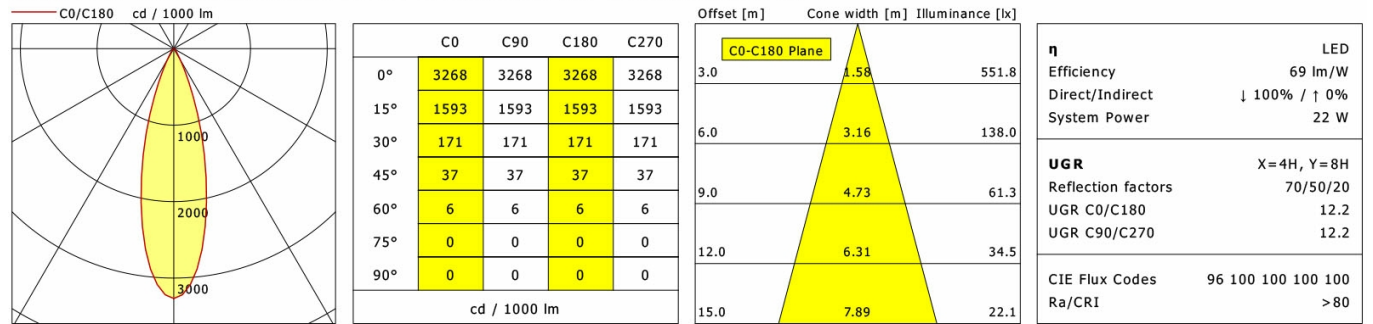 C0/C180 cd / 1000 lm
1000
2000
3000
C0 C90 C180 C270
0° 3268 3268 3268 3268
15° 1593 1593 1593 1593
30° 171 171 171 171
45° 37 37 37 37
60° 6 6 6 6
75° 0 0 0 0
90° 0 0 0 0
cd / 1000 lm
Offset [m] Cone width [m] Illuminance [lx]
C0-C180 Plane
3.0 1.58 551.8
6.0 3.16 138.0
9.0 4.73 61.3
12.0 6.31 34.5
15.0 7.89 22.1
η LED
Efficiency 69 lm/W
Direct/Indirect ↓ 100% / ↑ 0%
System Power 22 W
UGR X=4H, Y=8H
Reflection factors 70/50/20
UGR C0/C180 12.2
UGR C90/C270 12.2
CIE Flux Codes 96 100 100 100 100
Ra/CRI >80